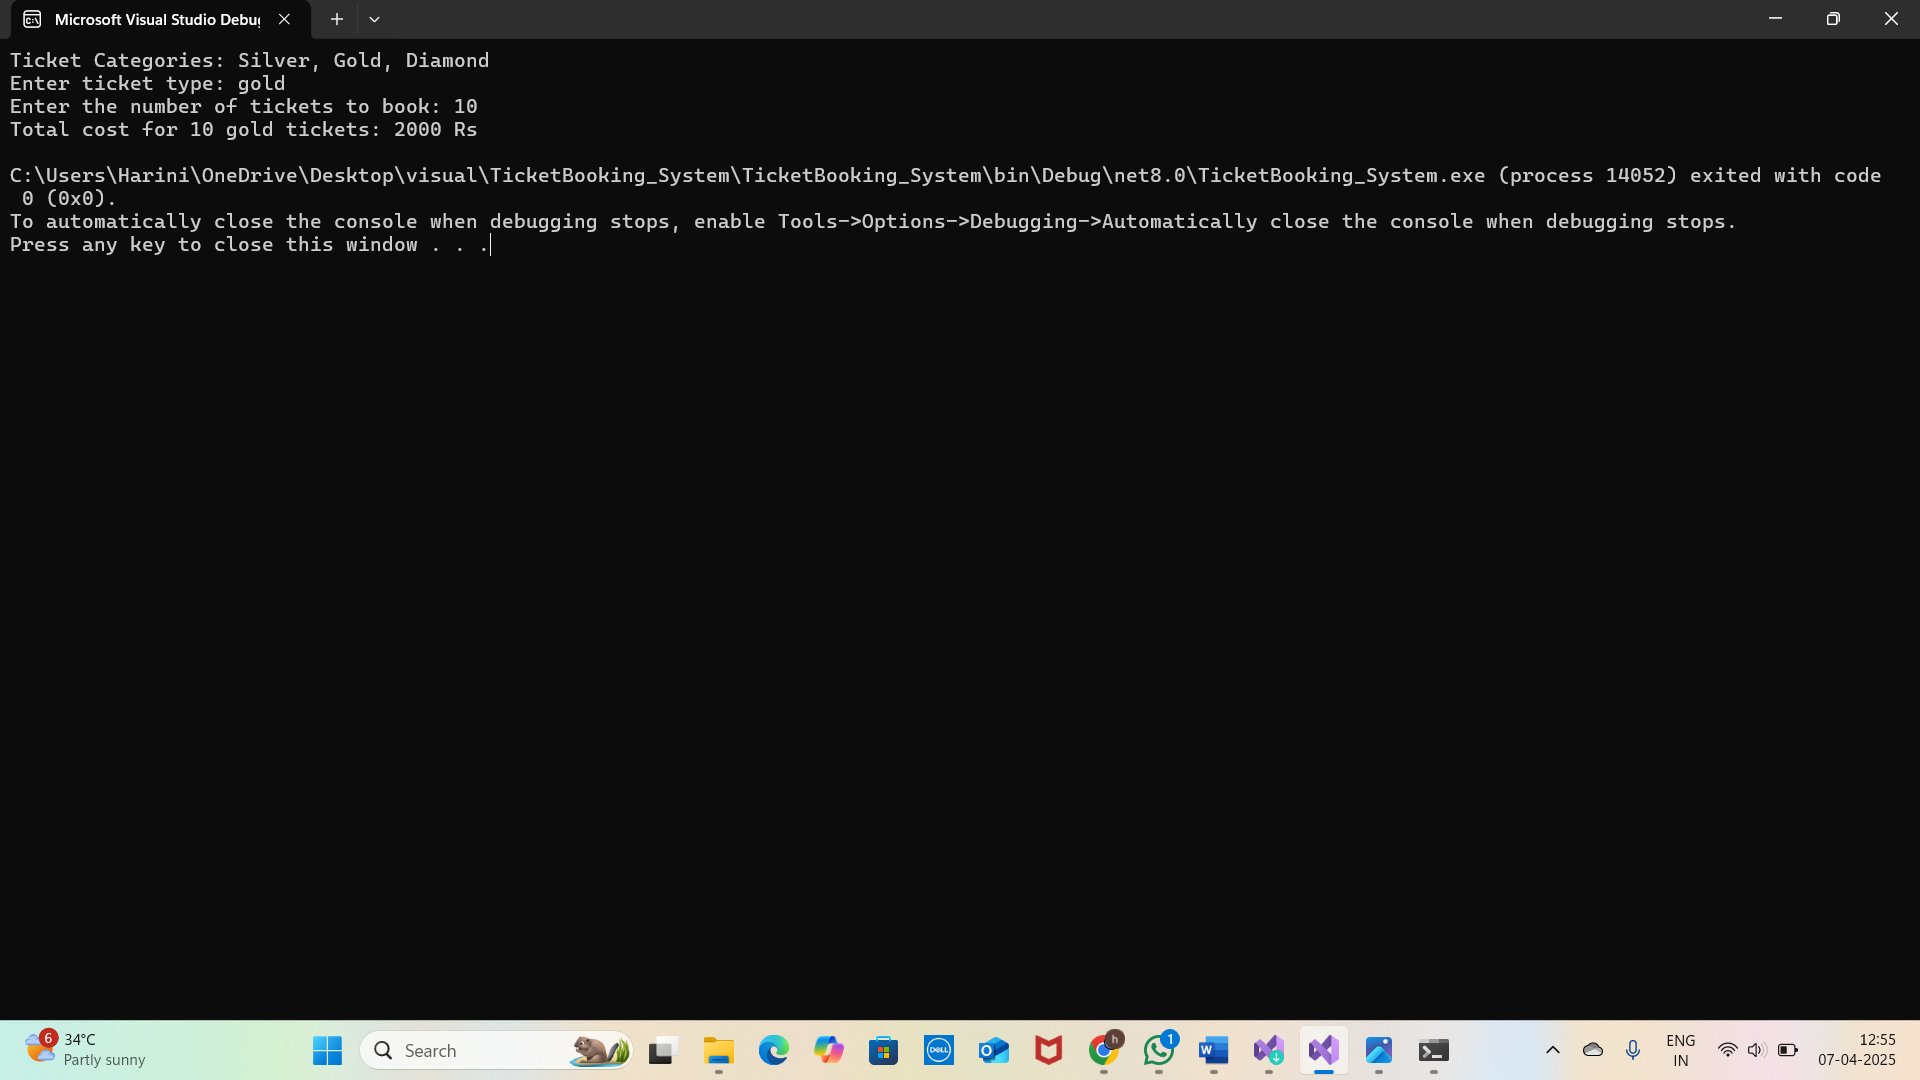 Microsoft Visual Studio Debug
Ticket Categories: Silver, Gold, Diamond
Enter ticket type: gold
Enter the number of tickets to book: 10
Total cost for 10 gold tickets: 2000 Rs
C:\Users\Harini\OneDrive\Desktop\visual\TicketBooking_System\TicketBooking_System\bin\Debug\net8.0\TicketBooking_System.exe (process 14052) exited with code
0 (0x0).
To automatically close the console when debugging stops, enable Tools->Options->Debugging->Automatically close the console when debugging stops.
Press any key to close this window . . .
6
34°C
Partly sunny
Search
DELL
h
1
ENG
IN
12:55
07-04-2025